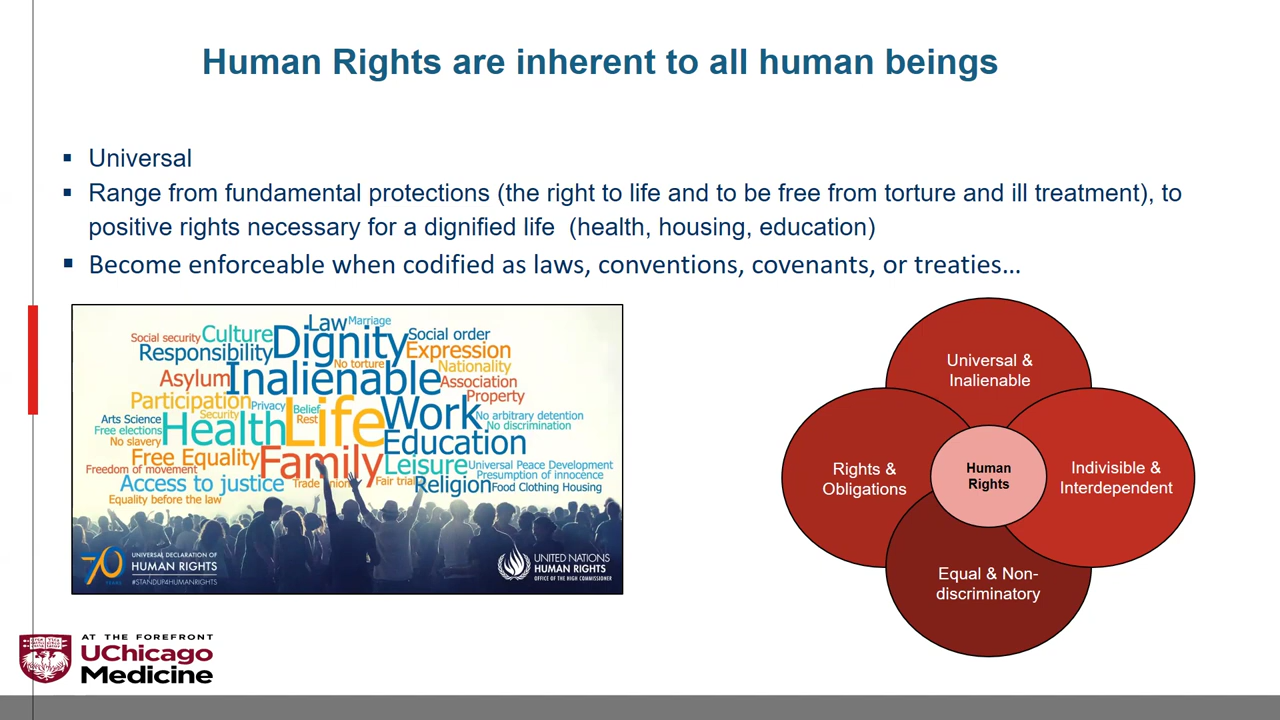 Human Rights are inherent to all human beings
▪ Universal
▪ Range from fundamental protections (the right to life and to be free from torture and ill treatment), to
positive rights necessary for a dignified life (health, housing, education)
▪ Become enforceable when codified as laws, conventions, covenants, or treaties...
Law Marriage
Social security Culture Dignity Social order
Responsibility Expression
No torture Nationality
Asylum Inalienable Association
Participation Property
Privacy Belief
Security Rest Life Work
Arts Science No arbitrary detention
Free elections Health No discrimination
No slavery Education
Free Equality Family Leisure Universal Peace Development
Freedom of movement Presumption of innocence
Access to justice Trade union Fair trial Religion Food Clothing Housing
Equality before the law
70 YEARS
UNIVERSAL DECLARATION OF
HUMAN RIGHTS
#STANDUP4HUMANRIGHTS
UNITED NATIONS
HUMAN RIGHTS
OFFICE OF THE HIGH COMMISSIONER
Universal &
Inalienable
Rights &
Obligations
Human
Rights
Indivisible &
Interdependent
Equal & Non-
discriminatory
AT THE FOREFRONT
UChicago
Medicine